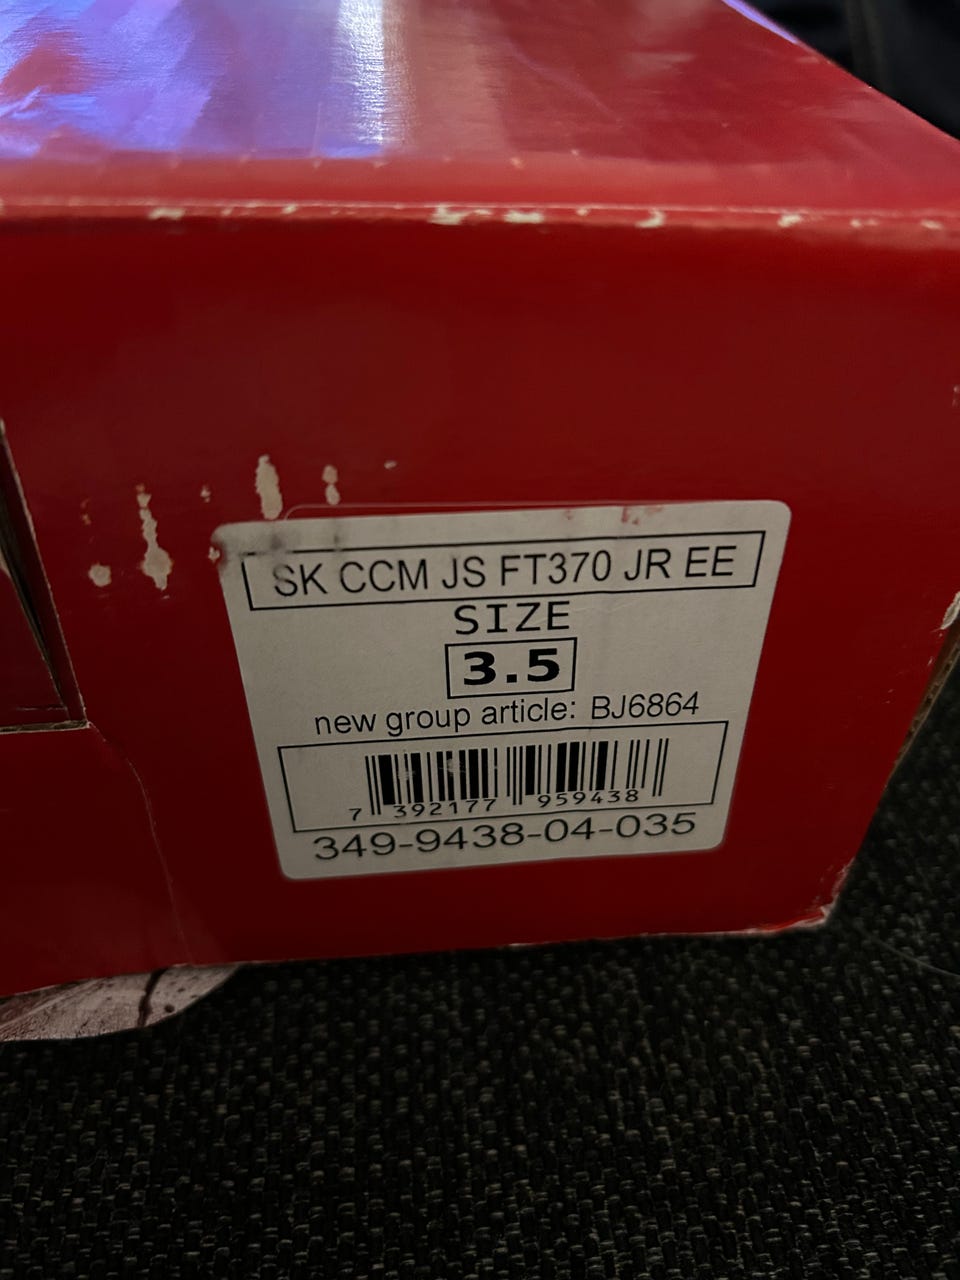 SK CCM JS FT370 JR EE
SIZE
3.5
new group article: BJ6864
7 392177 959438
349-9438-04-035